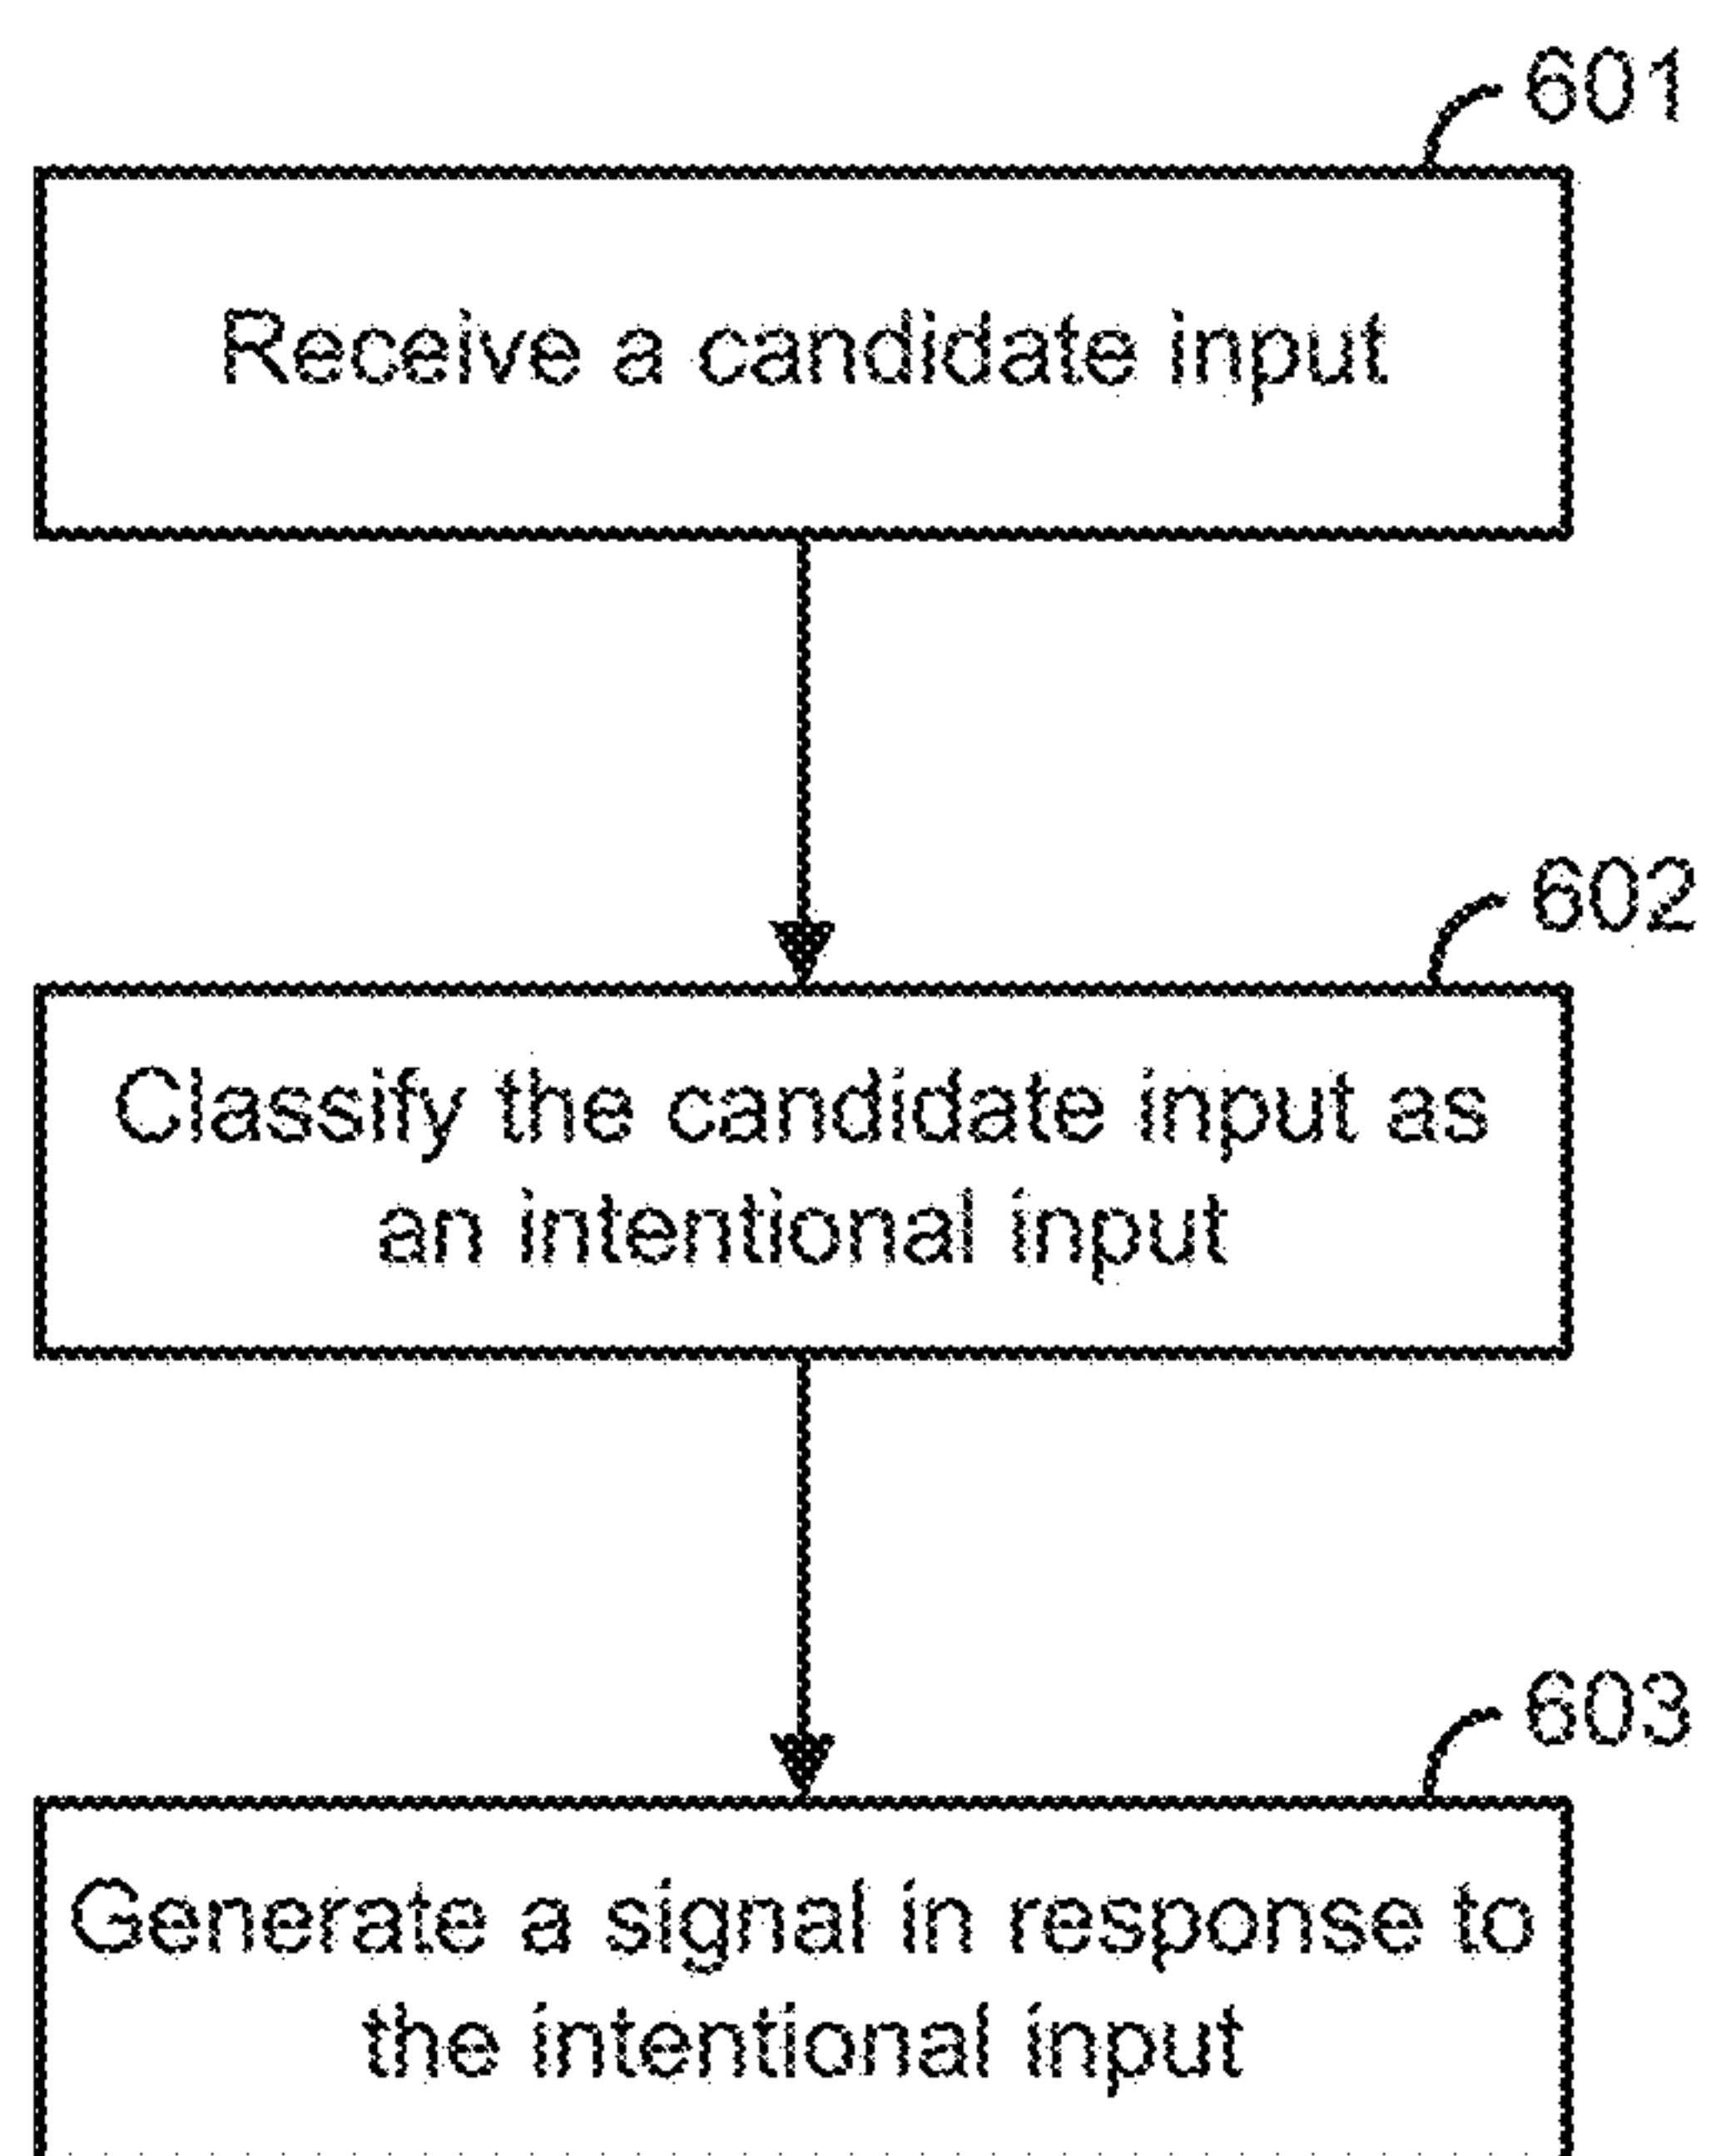 601
Receive a candidate input
602
Classify the candidate input as
an intentional input
603
Generate a signal in response to
the intentional input